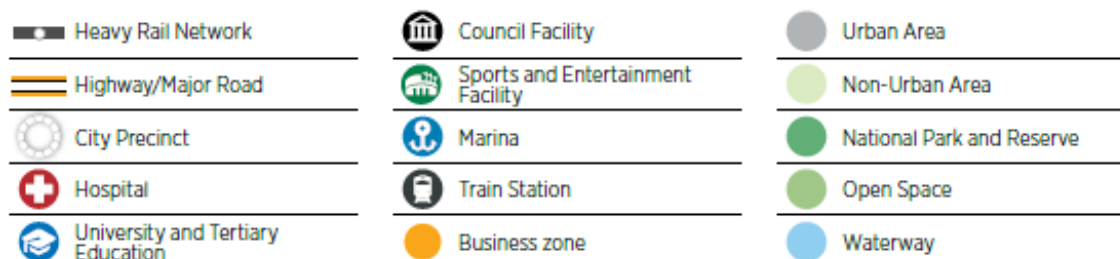 Heavy Rail Network
Highway/Major Road
City Precinct
Hospital
University and Tertiary
Education
Council Facility
Sports and Entertainment
Facility
Marina
Train Station
Business zone
Urban Area
Non-Urban Area
National Park and Reserve
Open Space
Waterway